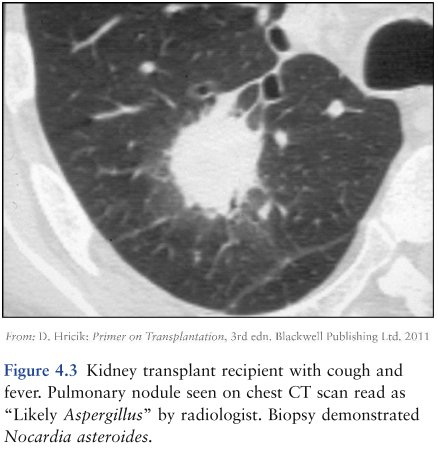 From: D. Hricik: Primer on Transplantation, 3rd edn. Blackwell Publishing Ltd, 2011
Figure 4.3 Kidney transplant recipient with cough and
fever. Pulmonary nodule seen on chest CT scan read as
“Likely Aspergillus” by radiologist. Biopsy demonstrated
Nocardia asteroides.